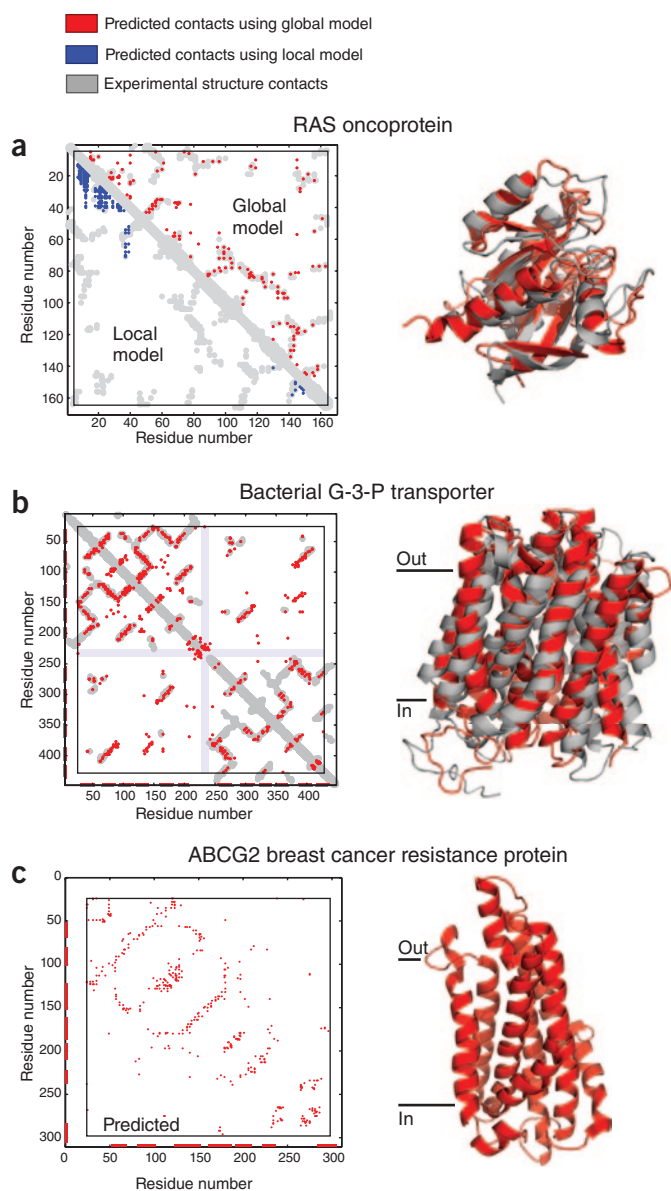 Predicted contacts using global model
Predicted contacts using local model
Experimental structure contacts
RAS oncoprotein
a
Residue number
20
40
60
80
100
120
140
160
Global
model
Local
model
20 40 60 80 100 120 140 160
Residue number
Bacterial G-3-P transporter
b
Residue number
50
100
150
200
250
300
350
400
50 100 150 200 250 300 350 400
Residue number
Out
In
ABCG2 breast cancer resistance protein
c
Residue number
0
50
100
150
200
250
300
Predicted
0 50 100 150 200 250 300
Residue number
Out
In